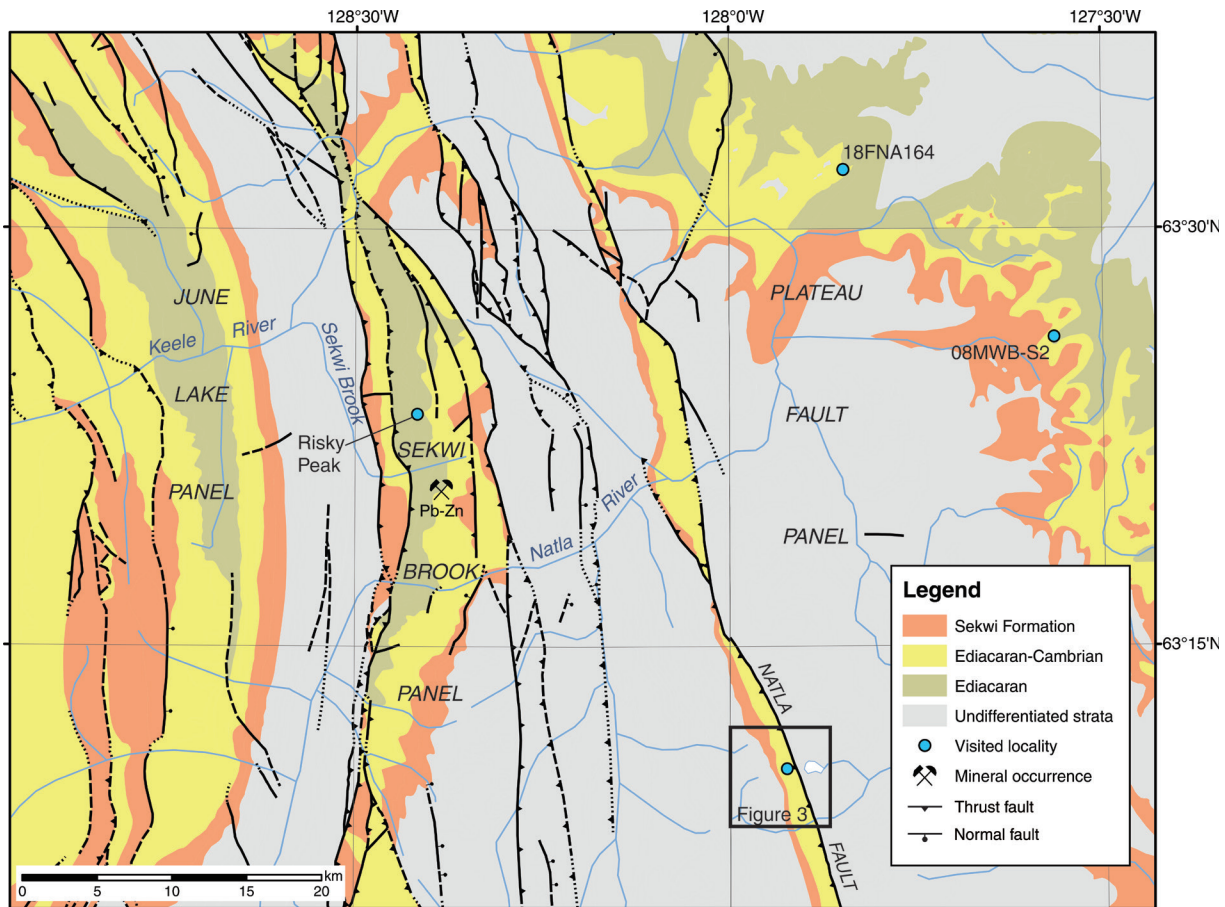 128°30'W
128°0'W
127°30'W
18FNA164
63°30'N
JUNE
PLATEAU
Keele River
Sekwi Brook
08MWB-S2
LAKE
FAULT
Risky
Peak
SEKWI
PANEL
Pb-Zn
Natla River
PANEL
BROOK
Legend
Sekwi Formation
Ediacaran-Cambrian
Ediacaran
Undifferentiated strata
Visited locality
Mineral occurrence
Thrust fault
Normal fault
63°15'N
PANEL
NATLA
FAULT
Figure 3
km
0 5 10 15 20